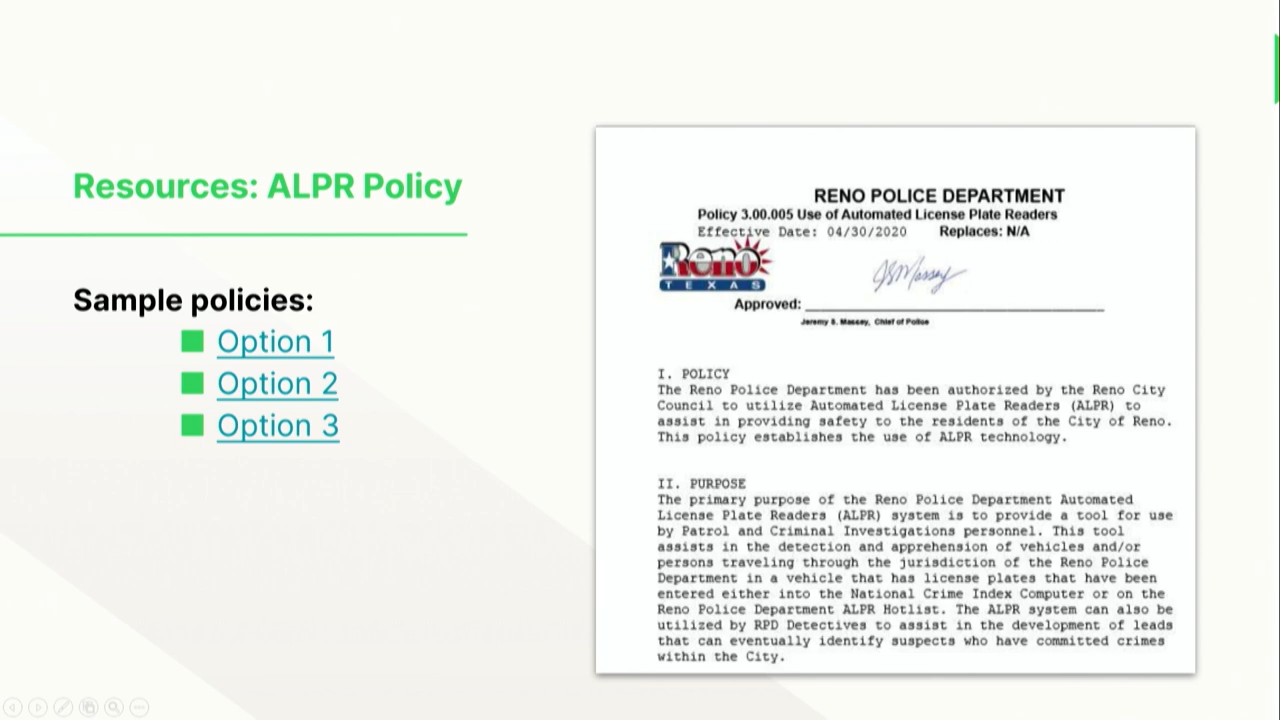 Resources: ALPR Policy
Sample policies:
Option 1
Option 2
Option 3
RENO POLICE DEPARTMENT
Policy 3.00.005 Use of Automated License Plate Readers
Effective Date: 04/30/2020 Replaces: N/A
Reno
TEXAS
JSMassey
Approved:
Jeremy S. Massey, Chief of Police
I. POLICY
The Reno Police Department has been authorized by the Reno City
Council to utilize Automated License Plate Readers (ALPR) to
assist in providing safety to the residents of the City of Reno.
This policy establishes the use of ALPR technology.
II. PURPOSE
The primary purpose of the Reno Police Department Automated
License Plate Readers (ALPR) system is to provide a tool for use
by Patrol and Criminal Investigations personnel. This tool
assists in the detection and apprehension of vehicles and/or
persons traveling through the jurisdiction of the Reno Police
Department in a vehicle that has license plates that have been
entered either into the National Crime Index Computer or on the
Reno Police Department ALPR Hotlist. The ALPR system can also be
utilized by RPD Detectives to assist in the development of leads
that can eventually identify suspects who have committed crimes
within the City.